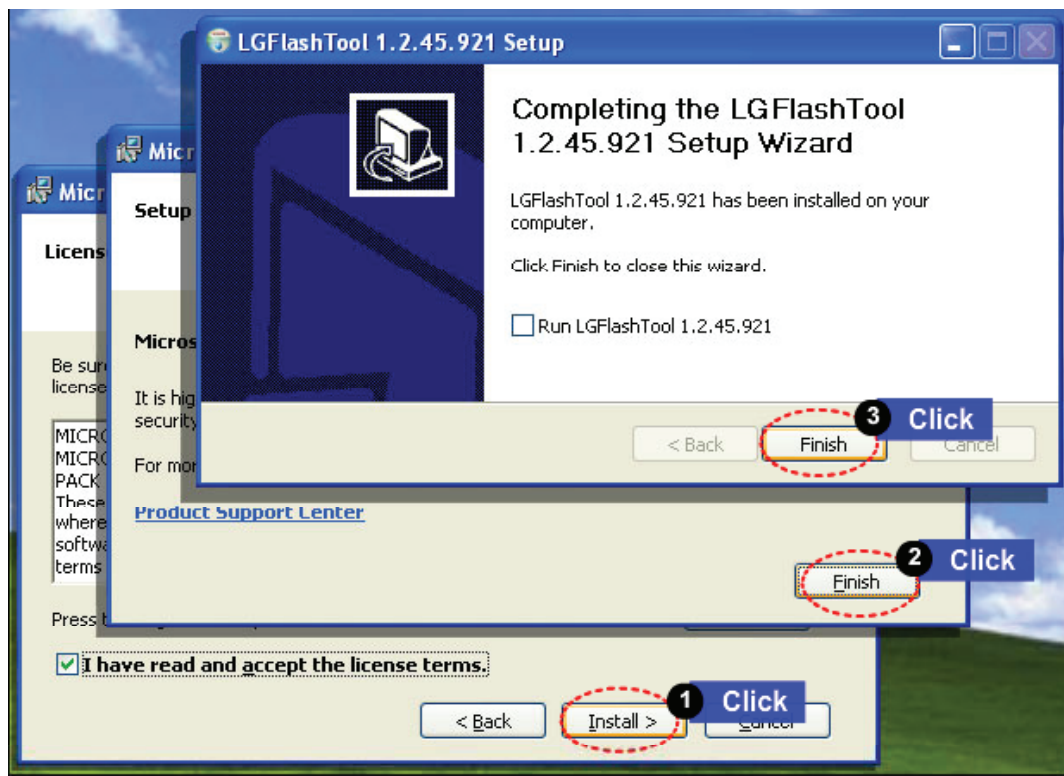 LGFlashTool 1.2.45.921 Setup
Completing the LGFlashTool
1.2.45.921 Setup Wizard
LGFlashTool 1.2.45.921 has been installed on your
computer.
Click Finish to close this wizard.
Run LGFlashTool 1.2.45.921
< Back
Finish
Cancel
3 Click
Micr
Setup
Micros
It is hig
security
For mor
Product Support Center
Finish
2 Click
Micr
Licens
Be sure
license
MICRO
MICRO
PACK
These
where
softwa
terms
Press
I have read and accept the license terms.
< Back
Install >
Cancel
1 Click